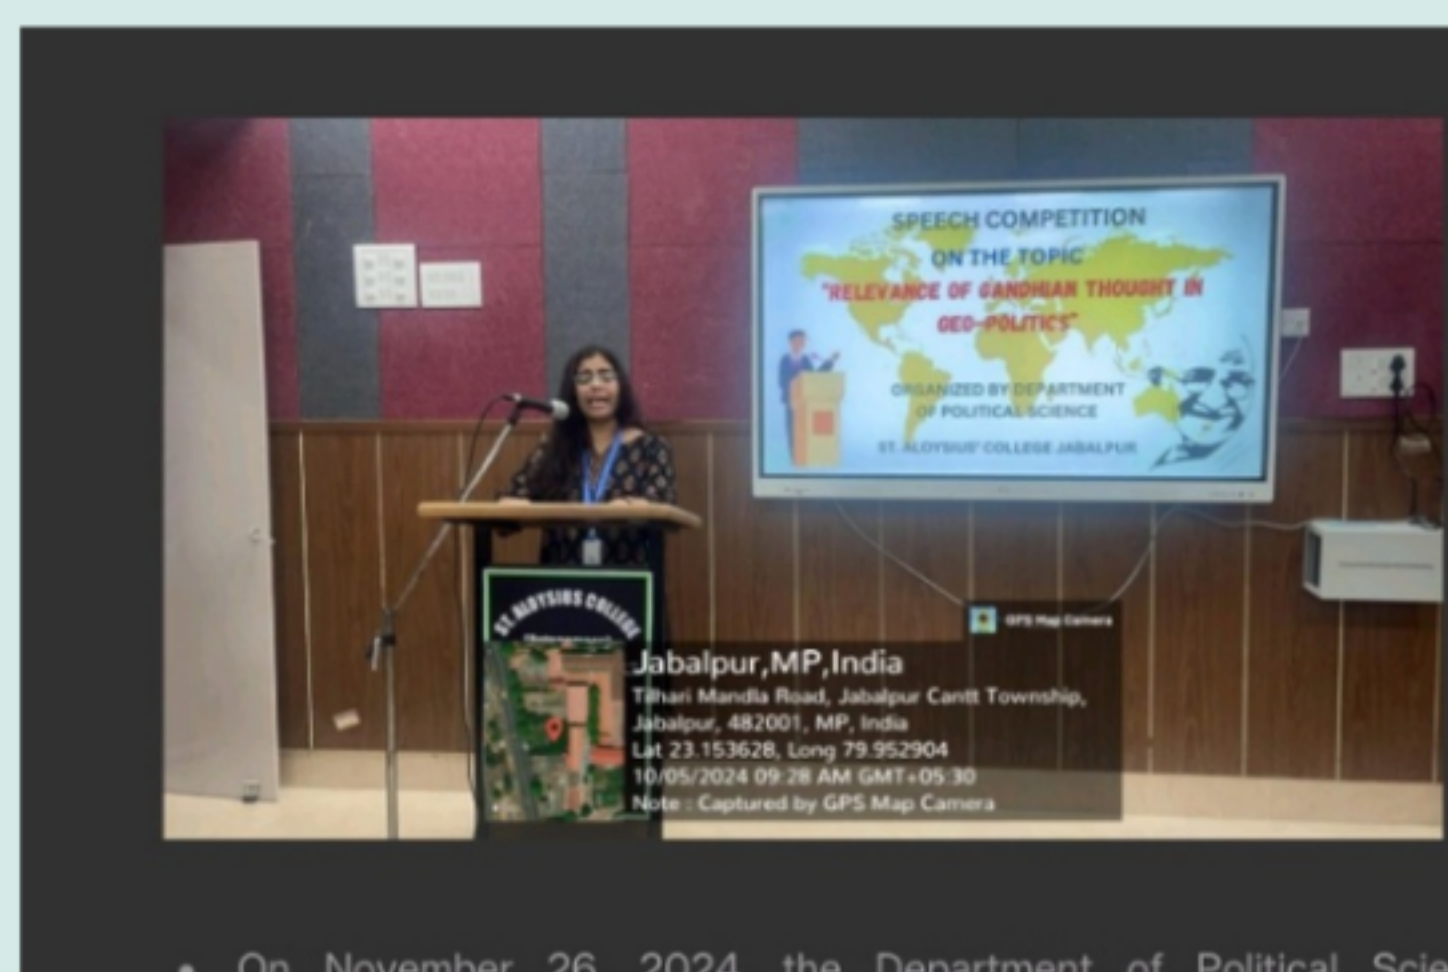 SPEECH COMPETITION
ON THE TOPIC
"RELEVANCE OF GANDHIAN THOUGHT IN
GEO-POLITICS"
ORGANIZED BY DEPARTMENT
OF POLITICAL SCIENCE
ST. ALOYSIUS' COLLEGE JABALPUR
ST. ALOYSIUS COLLEGE
GPS Map Camera
Jabalpur,MP,India
Tilhari Mandla Road, Jabalpur Cantt Township,
Jabalpur, 482001, MP, India
Lat 23.153628, Long 79.952904
10/05/2024 09:28 AM GMT+05:30
Note : Captured by GPS Map Camera
• On November 26, 2024, the Department of Political